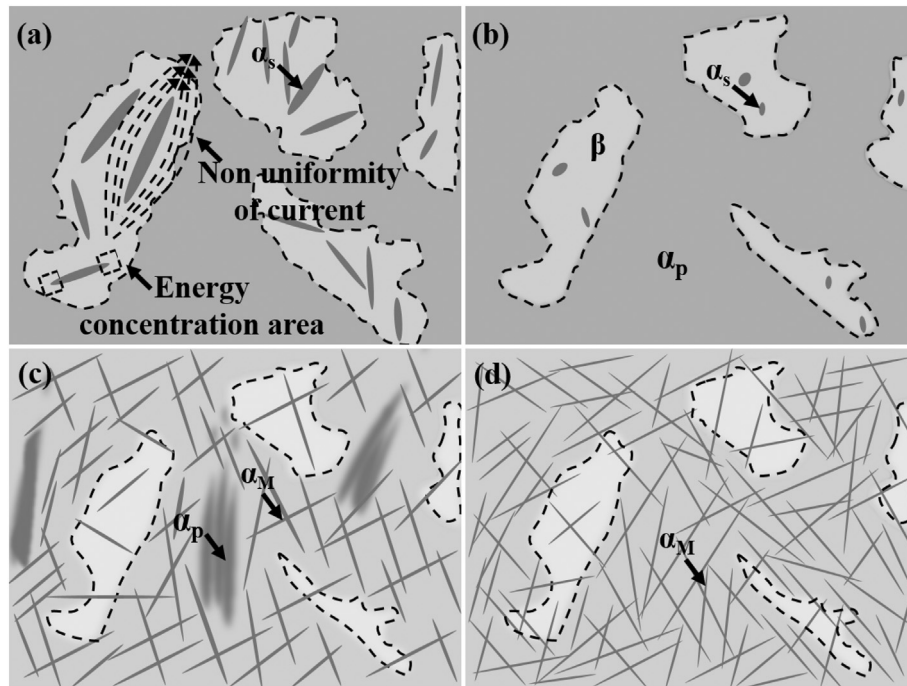 (a)
αs
Non uniformity
of current
Energy
concentration area
(b)
αs
β
αp
(c)
αM
αp
(d)
αM